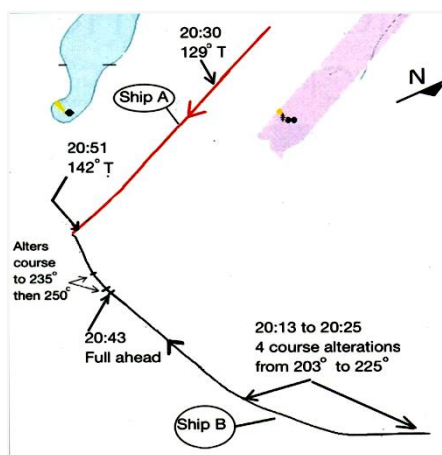 20:30
129° T
N
Ship A
20:51
142° T
Alters
course
to 235°
then 250°
20:43
Full ahead
20:13 to 20:25
4 course alterations
from 203° to 225°
Ship B